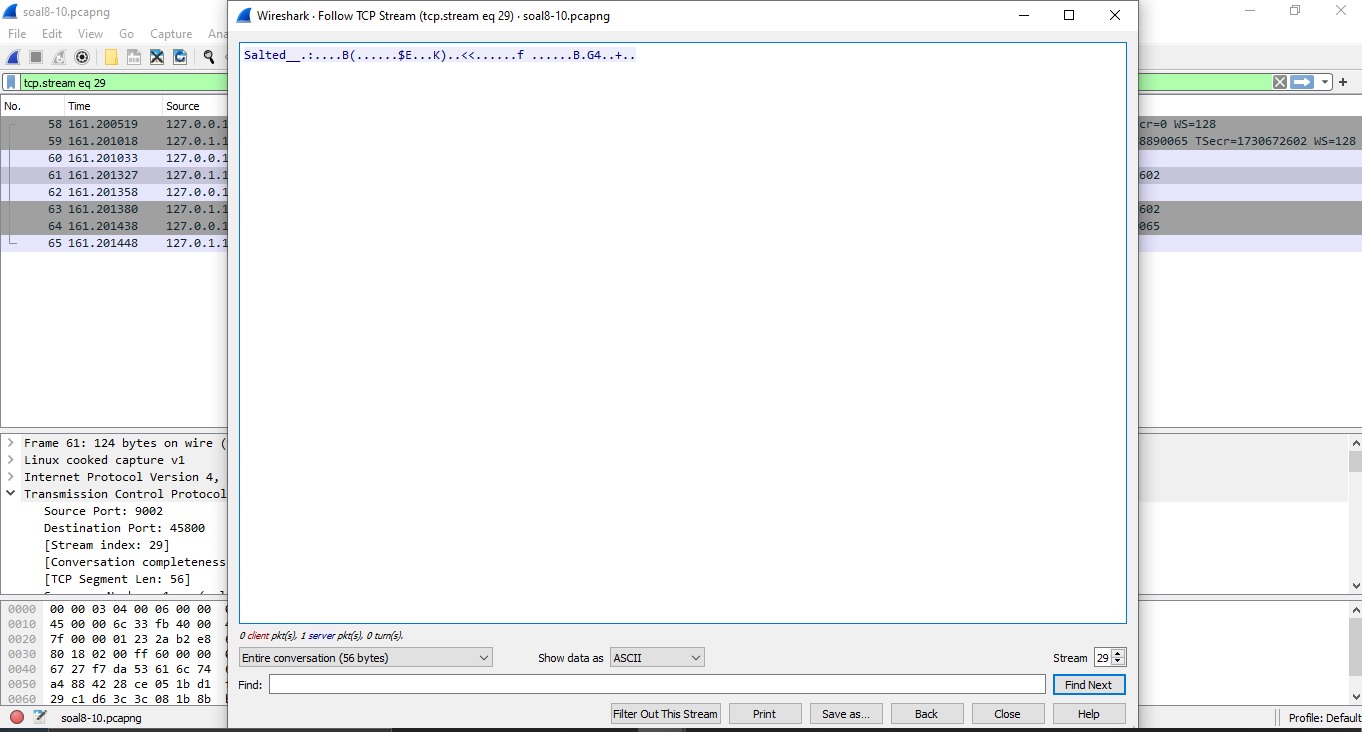 soal8-10.pcapng
File Edit View Go Capture
tcp.stream eq 29
No. Time Source
58 161.200519 127.0.0.1
59 161.201018 127.0.1.1
60 161.201033 127.0.0.1
61 161.201327 127.0.1.1
62 161.201358 127.0.0.1
63 161.201380 127.0.1.1
64 161.201438 127.0.0.1
65 161.201448 127.0.1.1
Frame 61: 124 bytes on wire (
Linux cooked capture v1
Internet Protocol Version 4,
Transmission Control Protocol
Source Port: 9002
Destination Port: 45800
[Stream index: 29]
[Conversation completeness
[TCP Segment Len: 56]
0000 00 00 03 04 00 06 00 00
0010 45 00 00 6c 33 fb 40 00
0020 7f 00 00 01 23 2a b2 e8
0030 80 18 02 00 ff 60 00 00
0040 67 27 f7 da 53 61 6c 74
0050 a4 88 42 28 ce 05 1b d1
0060 29 c1 d6 3c 3c 08 1b 8b
soal8-10.pcapng
Wireshark · Follow TCP Stream (tcp.stream eq 29) · soal8-10.pcapng
Salted__.:....B(......$E...K)..<<......f ......B.G4..+..
0 client pkt(s), 1 server pkt(s), 0 turn(s).
Entire conversation (56 bytes) Show data as ASCII Stream 29
Find: Find Next
Filter Out This Stream Print Save as... Back Close Help
cr=0 WS=128
8890065 TSecr=1730672602 WS=128
602
602
065
Profile: Default